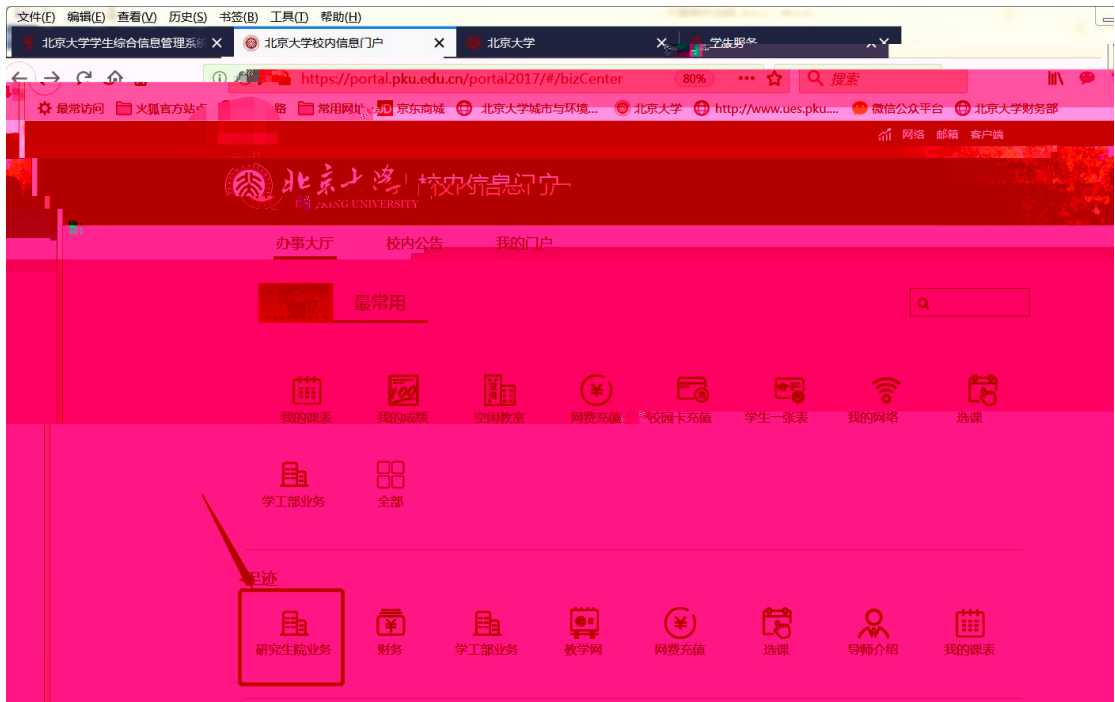 文件(F) 编辑(E) 查看(V) 历史(S) 书签(B) 工具(T) 帮助(H)
北京大学学生综合信息管理系统 北京大学校内信息门户 北京大学
https://portal.pku.edu.cn/portal2017/#/bizCenter 80% 搜索
最常访问 火狐官方站点 常用网址 京东商城 北京大学城市与环境... 北京大学 http://www.ues.pku.... 微信公众平台 北京大学财务部
网络 邮箱 客户端
北京大学 校内信息门户
UNIVERSITY
办事大厅 校内公告 我的门户
最常用
我的课表 我的成绩 空闲教室 网费充值 校园卡充值 学生一张表 我的网络 选课
学工部业务 全部
足迹
研究生院业务 财务 学工部业务 教学网 网费充值 选课 导师介绍 我的课表